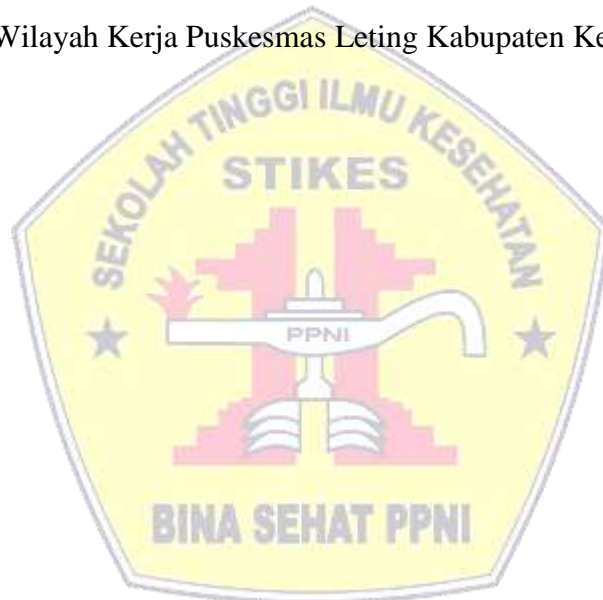 Wilayah Kerja Puskesmas Leting Kabupaten Ke
SEKOLAH TINGGI ILMU KESEHATAN
STIKES
PPNI
BINA SEHAT PPNI